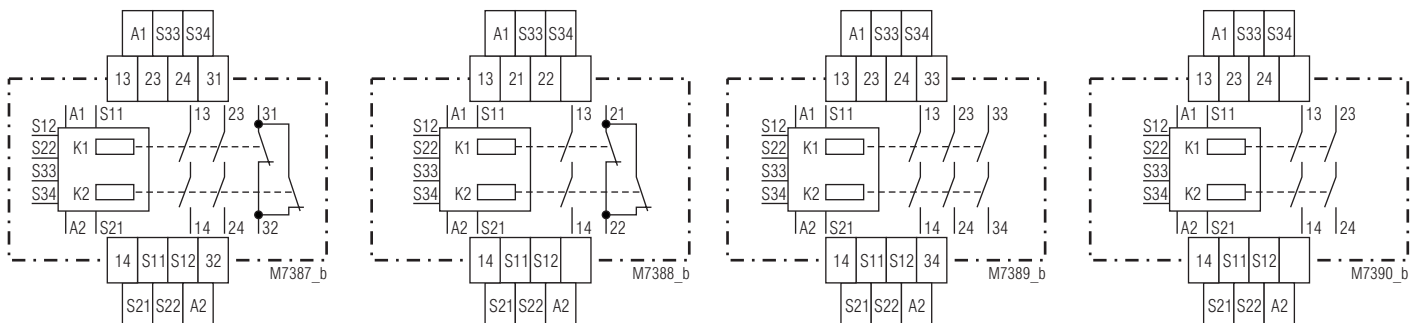 A1 S33 S34
13 23 24 31
A1 S11 13 23 31
S12
S22 K1
S33
S34 K2
A2 S21 14 24 32
14 S11 S12 32
M7387_b
S21 S22 A2
A1 S33 S34
13 21 22
A1 S11 13 21
S12
S22 K1
S33
S34 K2
A2 S21 14 22
14 S11 S12
M7388_b
S21 S22 A2
A1 S33 S34
13 23 24 33
A1 S11 13 23 33
S12
S22 K1
S33
S34 K2
A2 S21 14 24 34
14 S11 S12 34
M7389_b
S21 S22 A2
A1 S33 S34
13 23 24
A1 S11 13 23
S12
S22 K1
S33
S34 K2
A2 S21 14 24
14 S11 S12
M7390_b
S21 S22 A2